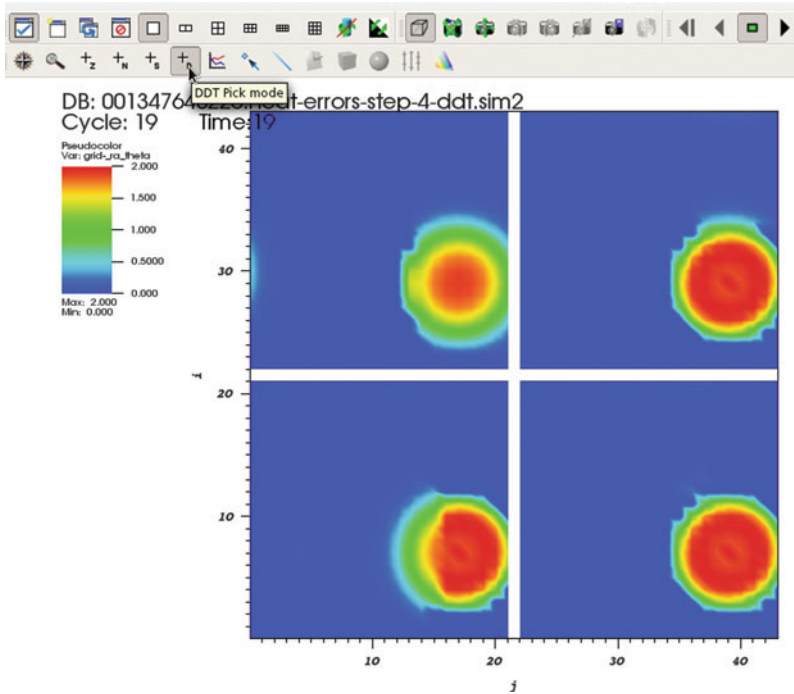 +z +N +s +D
DDT Pick mode
DB: heat-errors-step-4-ddt.sim2
Cycle: 19 Time:19
Pseudocolor
Var: grid-_ra_theta
2.000
1.500
1.000
0.5000
0.000
Max: 2.000
Min: 0.000
40
30
i
20
10
10 20 30 40
j